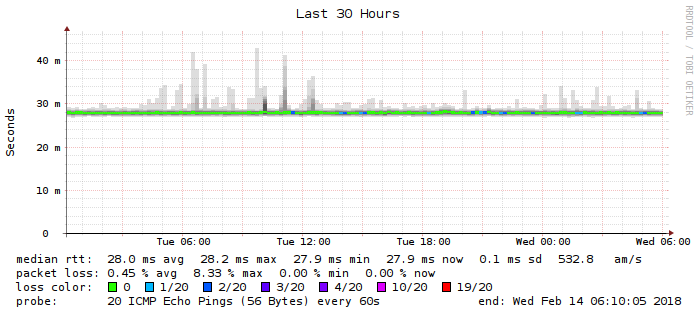 Last 30 Hours
RRDTOOL / TOBI OETIKER
Seconds
40 m
30 m
20 m
10 m
0
Tue 06:00 Tue 12:00 Tue 18:00 Wed 00:00 Wed 06:00
median rtt: 28.0 ms avg 28.2 ms max 27.9 ms min 27.9 ms now 0.1 ms sd 532.8 am/s
packet loss: 0.45 % avg 8.33 % max 0.00 % min 0.00 % now
loss color: 0 1/20 2/20 3/20 4/20 10/20 19/20
probe: 20 ICMP Echo Pings (56 Bytes) every 60s end: Wed Feb 14 06:10:05 2018